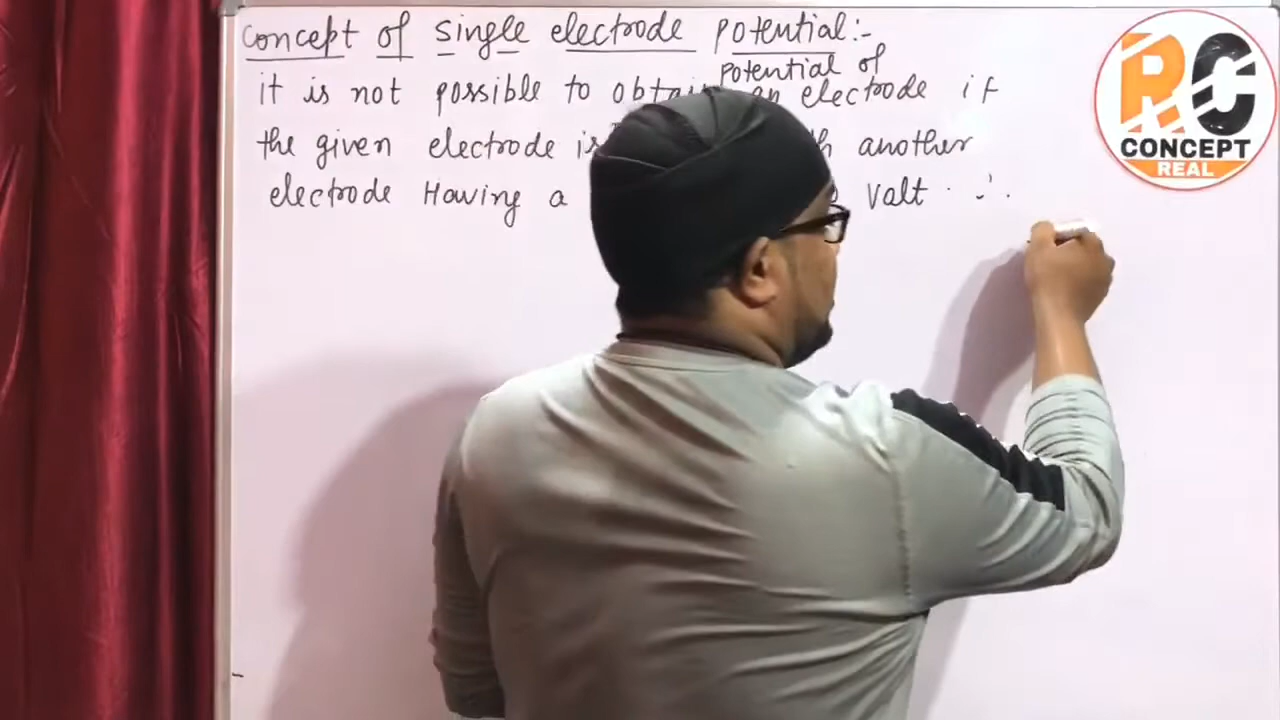 concept of single electrode potential:-
potential of
it is not possible to obtain an electrode if
the given electrode is another
electrode Having a Valt . ∴
RC
CONCEPT
REAL